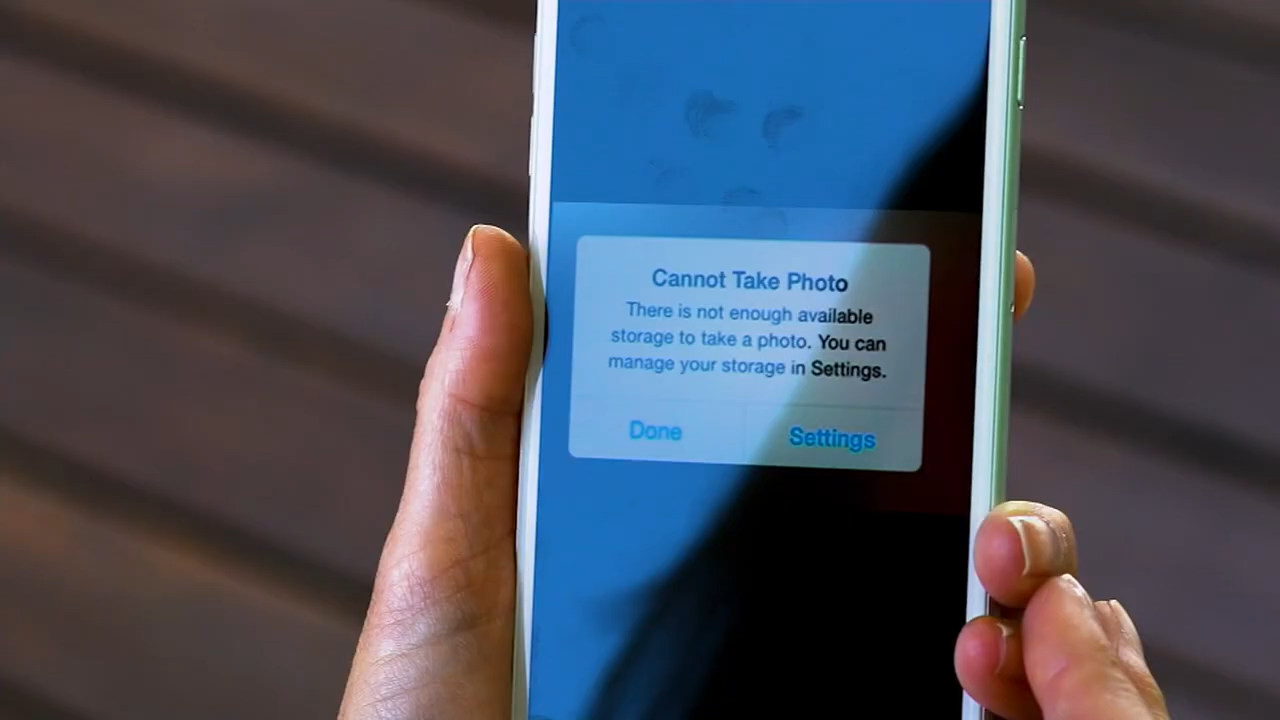 Cannot Take Photo
There is not enough available
storage to take a photo. You can
manage your storage in Settings.
Done
Settings